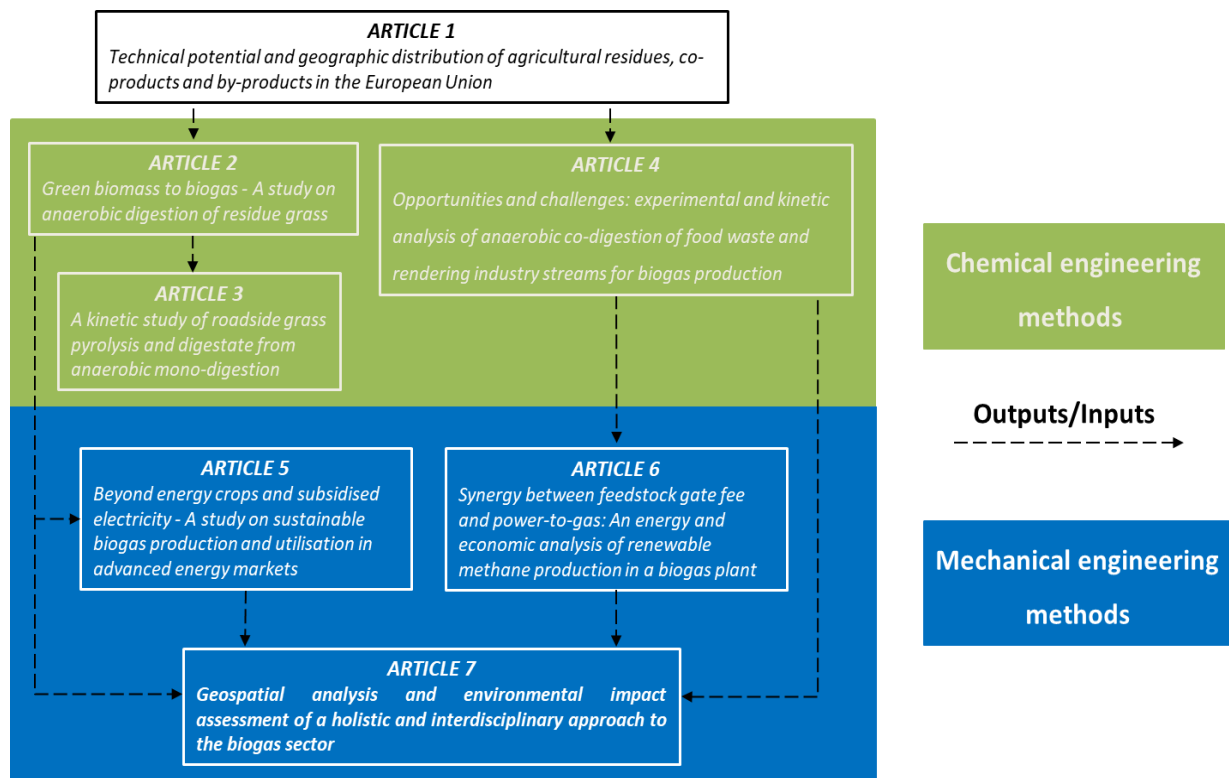 ARTICLE 1
Technical potential and geographic distribution of agricultural residues, co-
products and by-products in the European Union
ARTICLE 2
Green biomass to biogas - A study on
anaerobic digestion of residue grass
ARTICLE 3
A kinetic study of roadside grass
pyrolysis and digestate from
anaerobic mono-digestion
ARTICLE 4
Opportunities and challenges: experimental and kinetic
analysis of anaerobic co-digestion of food waste and
rendering industry streams for biogas production
ARTICLE 5
Beyond energy crops and subsidised
electricity - A study on sustainable
biogas production and utilisation in
advanced energy markets
ARTICLE 6
Synergy between feedstock gate fee
and power-to-gas: An energy and
economic analysis of renewable
methane production in a biogas plant
ARTICLE 7
Geospatial analysis and environmental impact
assessment of a holistic and interdisciplinary approach to
the biogas sector
Chemical engineering
methods
Outputs/Inputs
Mechanical engineering
methods